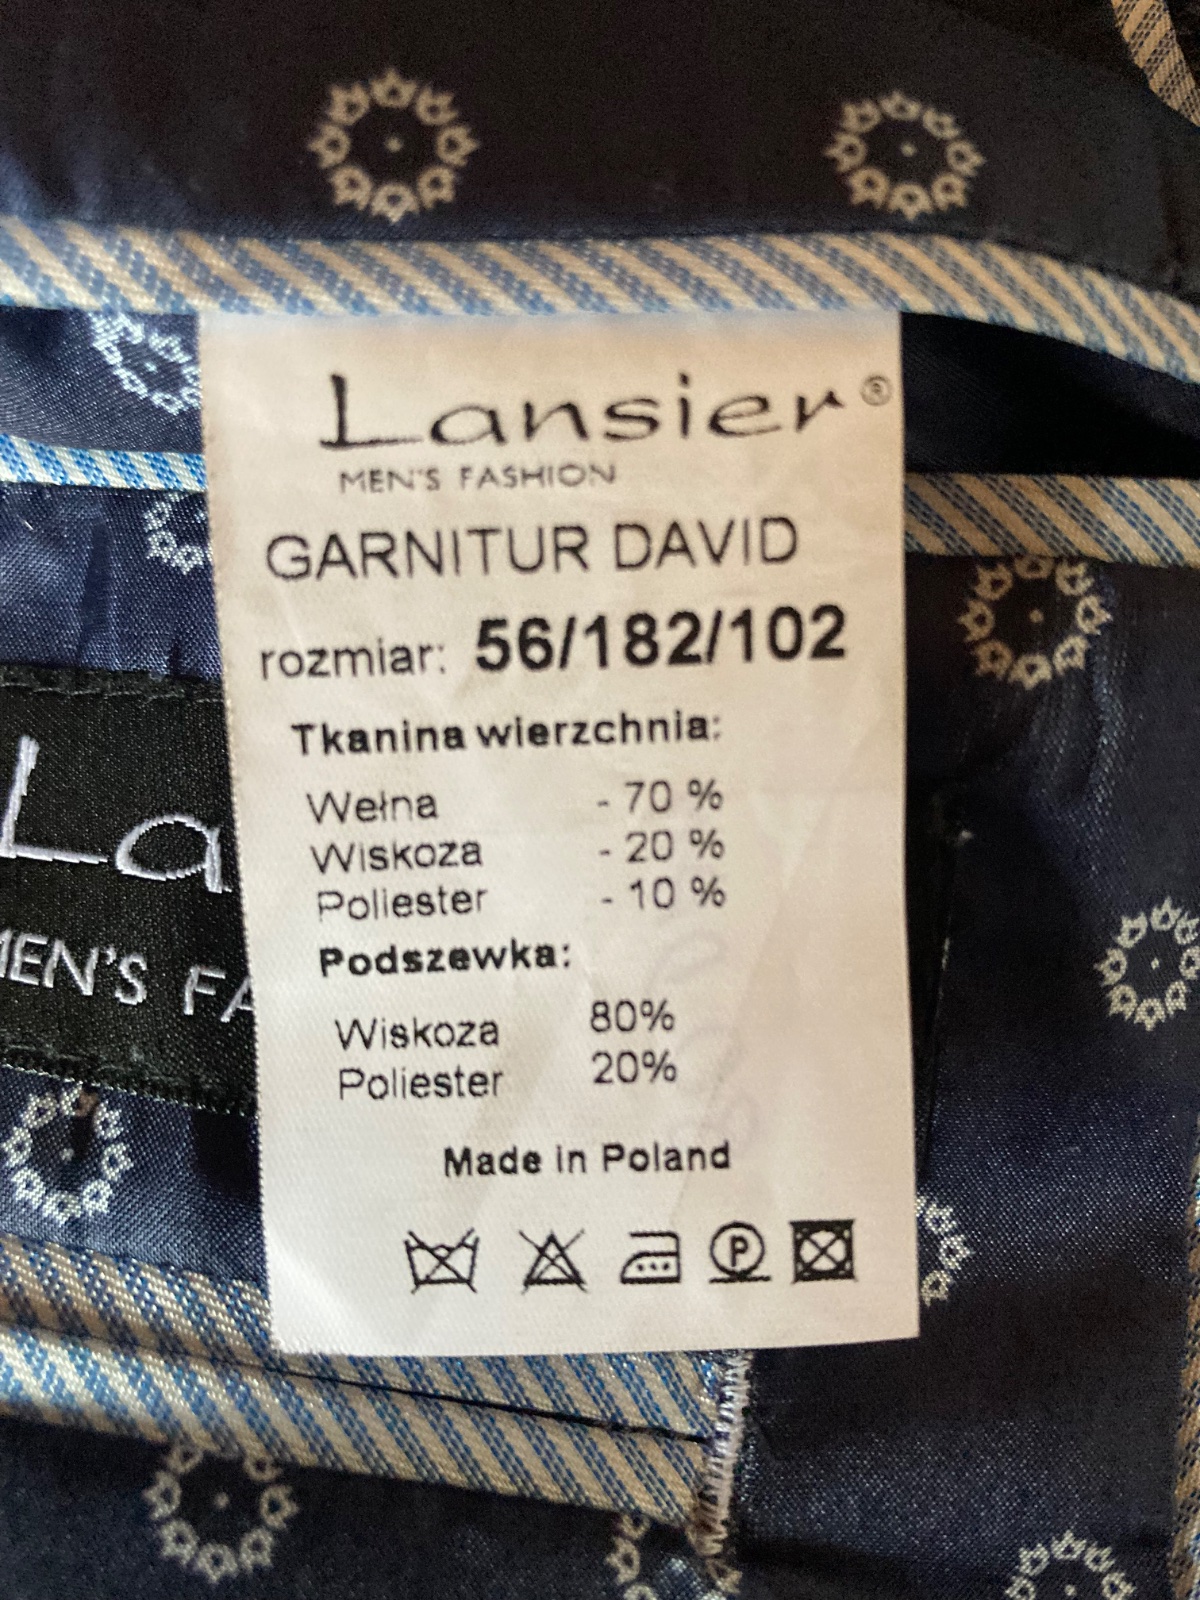 Lansier®
MEN'S FASHION
GARNITUR DAVID
rozmiar: 56/182/102
Tkanina wierzchnia:
Wełna - 70 %
Wiskoza - 20 %
Poliester - 10 %
Podszewka:
Wiskoza 80%
Poliester 20%
Made in Poland
P
La
MEN'S FA